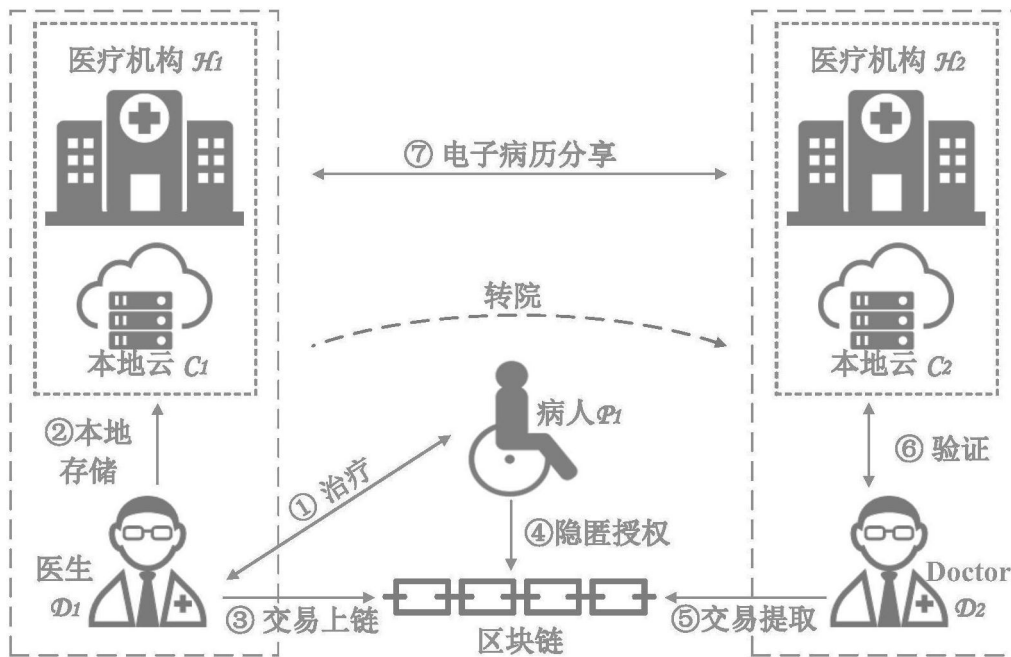 医疗机构 H1
医疗机构 H2
⑦ 电子病历分享
转院
本地云 C1
本地云 C2
病人P1
②本地
存储
⑥ 验证
① 治疗
④隐匿授权
医生
D1
Doctor
D2
③ 交易上链
⑤交易提取
区块链